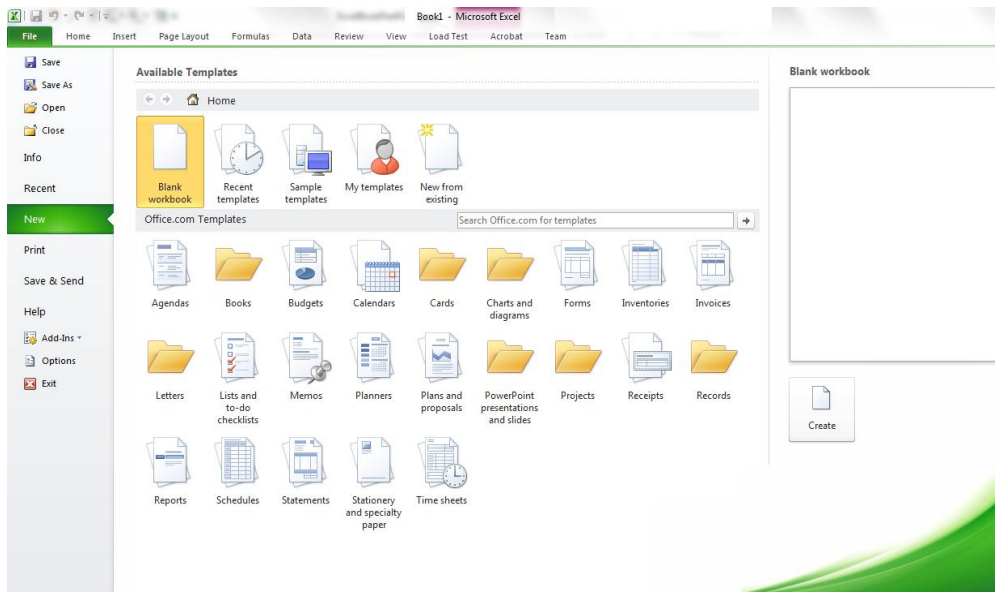 Book1 - Microsoft Excel
File Home Insert Page Layout Formulas Data Review View Load Test Acrobat Team
Save
Save As
Open
Close
Info
Recent
New
Print
Save & Send
Help
Add-Ins
Options
Exit
Available Templates
Home
Blank workbook
Recent templates
Sample templates
My templates
New from existing
Office.com Templates
Search Office.com for templates
Agendas
Books
Budgets
Calendars
Cards
Charts and diagrams
Forms
Inventories
Invoices
Letters
Lists and to-do checklists
Memos
Planners
Plans and proposals
PowerPoint presentations and slides
Projects
Receipts
Records
Reports
Schedules
Statements
Stationery and specialty paper
Time sheets
Blank workbook
Create